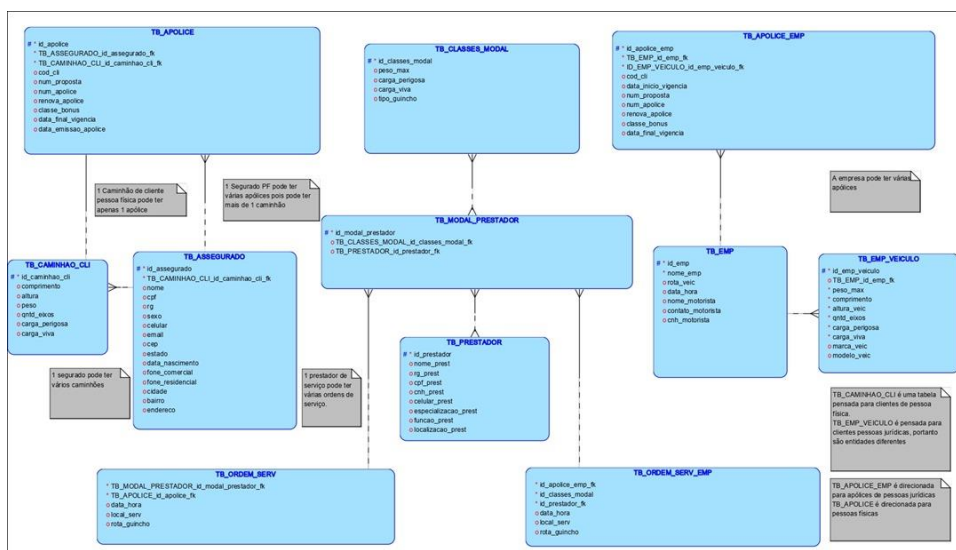 TB_APOLICE
# * id_apolice
* TB_ASSEGURADO_id_assegurado_fk
* TB_CAMINHAO_CLI_id_caminhao_cli_fk
o cod_cli
o num_proposta
o num_apolice
o renova_apolice
o classe_bonus
o data_final_vigencia
o data_emissao_apolice
TB_CLASSES_MODAL
# * id_classes_modal
o peso_max
o carga_perigosa
o carga_viva
o tipo_guincho
TB_APOLICE_EMP
# * id_apolice_emp
* TB_EMP_id_emp_fk
* ID_EMP_VEICULO_id_emp_veiculo_fk
o cod_cli
o data_inicio_vigencia
o num_proposta
o num_apolice
o renova_apolice
o classe_bonus
o data_final_vigencia
1 Caminhão de cliente
pessoa física pode ter
apenas 1 apólice
1 Segurado PF pode ter
várias apólices pois pode ter
mais de 1 caminhão
A empresa pode ter várias
apólices
TB_MODAL_PRESTADOR
# * id_modal_prestador
o TB_CLASSES_MODAL_id_classes_modal_fk
o TB_PRESTADOR_id_prestador_fk
TB_CAMINHAO_CLI
# * id_caminhao_cli
o comprimento
o altura
o peso
o qntd_eixos
o carga_perigosa
o carga_viva
TB_ASSEGURADO
# * id_assegurado
* TB_CAMINHAO_CLI_id_caminhao_cli_fk
o nome
o cpf
o rg
o sexo
o celular
o email
o cep
o estado
o data_nascimento
o fone_comercial
o fone_residencial
o cidade
o bairro
o endereco
TB_EMP
# * id_emp
* nome_emp
o rota_veic
o data_hora
o nome_motorista
o contato_motorista
o cnh_motorista
TB_EMP_VEICULO
# * id_emp_veiculo
o TB_EMP_id_emp_fk
* peso_max
* comprimento
* altura_veic
* qntd_eixos
* carga_perigosa
* carga_viva
o marca_veic
o modelo_veic
1 segurado pode ter
vários caminhões
1 prestador de
serviço pode ter
várias ordens de
serviço.
TB_PRESTADOR
# * id_prestador
o nome_prest
o rg_prest
o cpf_prest
o cnh_prest
o celular_prest
o especializacao_prest
o funcao_prest
o localizacao_prest
TB_CAMINHAO_CLI é uma tabela
pensada para clientes de pessoa
física.
TB_EMP_VEICULO é pensada para
clientes pessoas jurídicas, portanto
são entidades diferentes
TB_ORDEM_SERV
* TB_MODAL_PRESTADOR_id_modal_prestador_fk
* TB_APOLICE_id_apolice_fk
o data_hora
o local_serv
o rota_guincho
TB_ORDEM_SERV_EMP
* id_apolice_emp_fk
* id_classes_modal
* id_prestador_fk
o data_hora
o local_serv
o rota_guincho
TB_APOLICE_EMP é direcionada
para apólices de pessoas jurídicas
TB_APOLICE é direcionada para
pessoas físicas